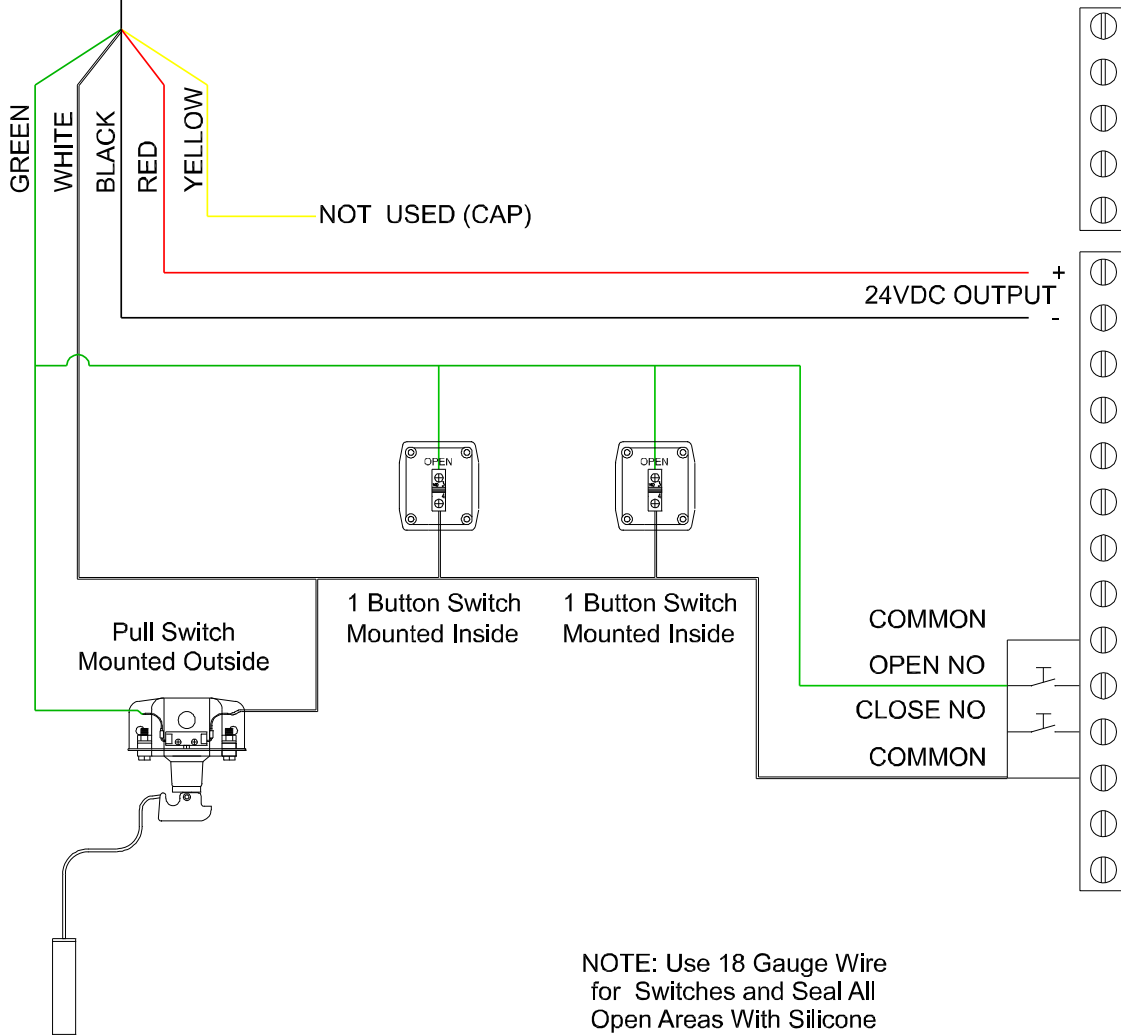 GREEN
WHITE
BLACK
RED
YELLOW
NOT USED (CAP)
+
24VDC OUTPUT
-
OPEN
OPEN
1 Button Switch
Mounted Inside
1 Button Switch
Mounted Inside
Pull Switch
Mounted Outside
COMMON
OPEN NO
CLOSE NO
COMMON
NOTE: Use 18 Gauge Wire
for Switches and Seal All
Open Areas With Silicone